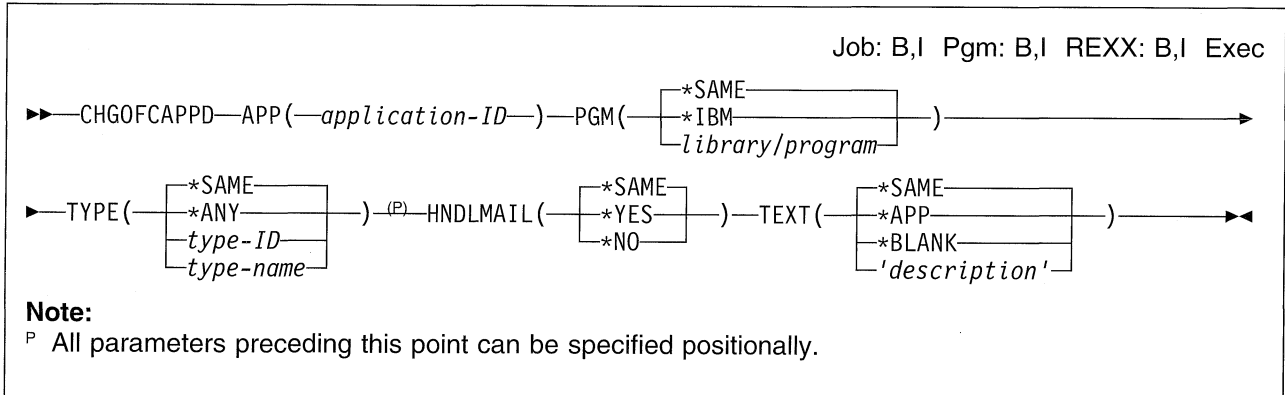 Job: B,I Pgm: B,I REXX: B,I Exec
*SAME
CHGOFCAPPD APP( application-ID ) PGM( *IBM )
library/program
*SAME *SAME *SAME
TYPE( *ANY ) (P) HNDLMAIL( *YES ) TEXT( *APP )
type-ID *NO *BLANK
type-name 'description'
Note:
P All parameters preceding this point can be specified positionally.